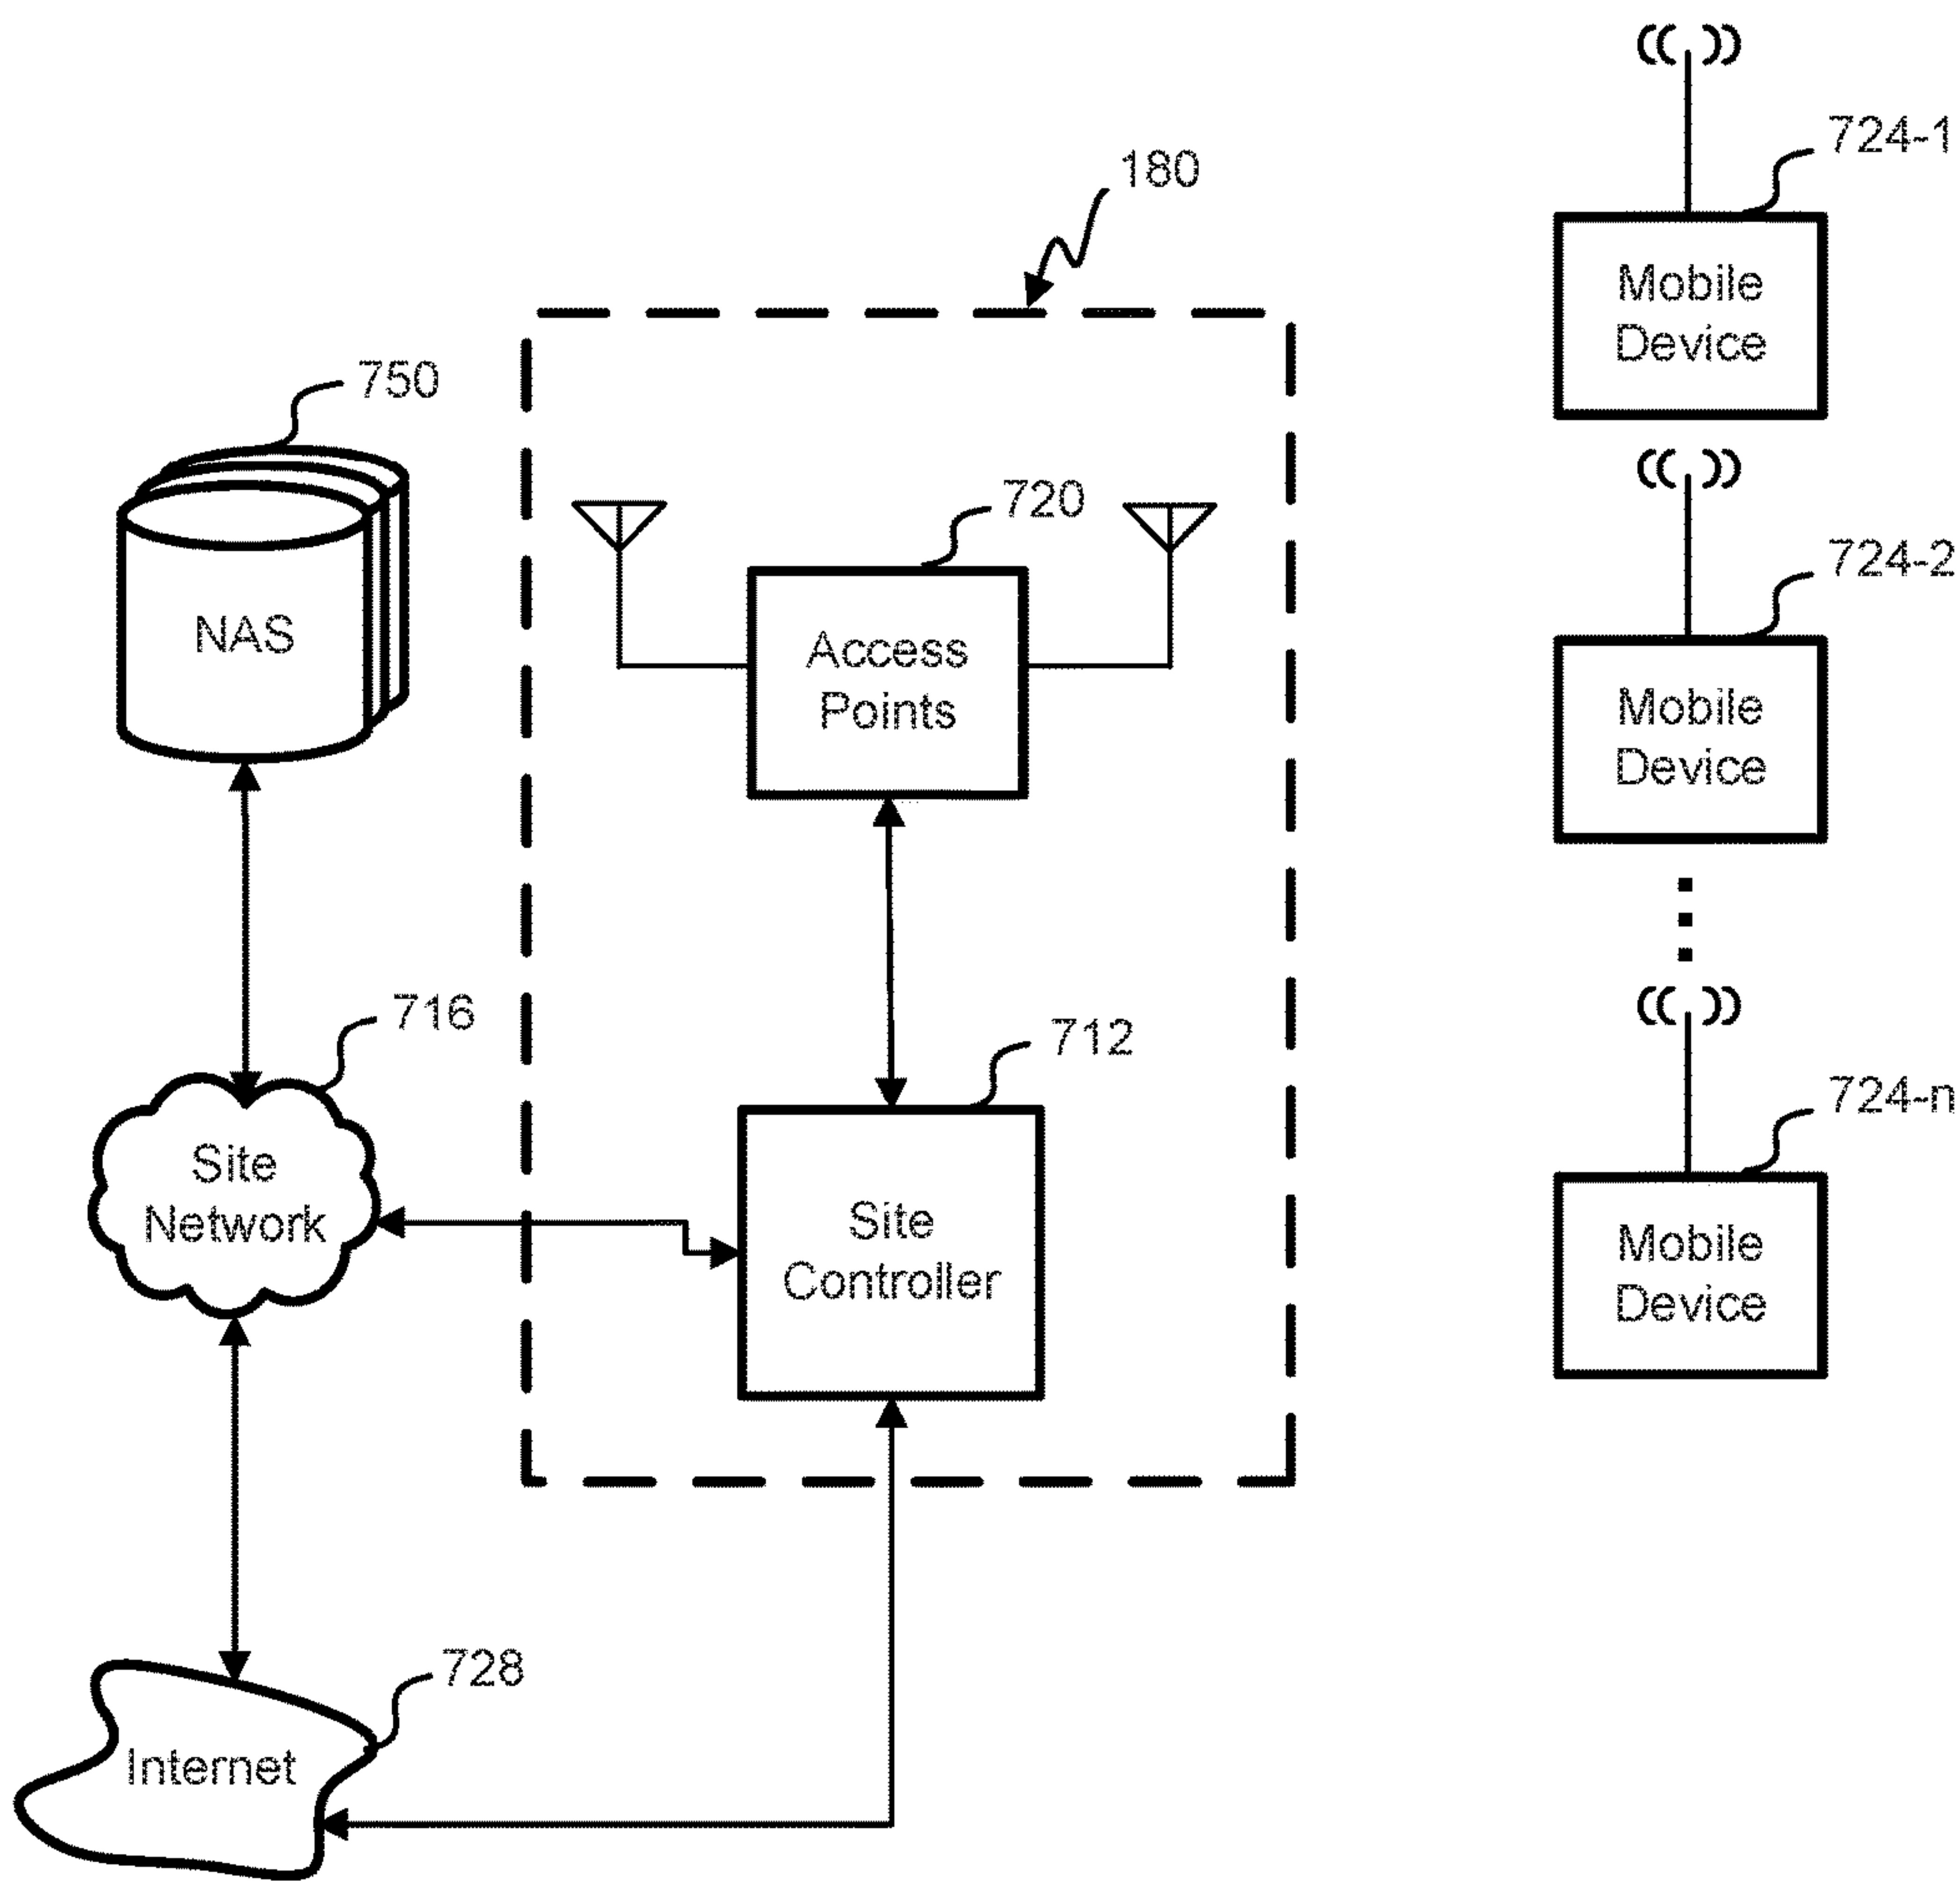 724-1
180
Mobile
Device
750
720
724-2
NAS
Access
Points
Mobile
Device
716
712
724-n
Site
Network
Site
Controller
Mobile
Device
728
Internet